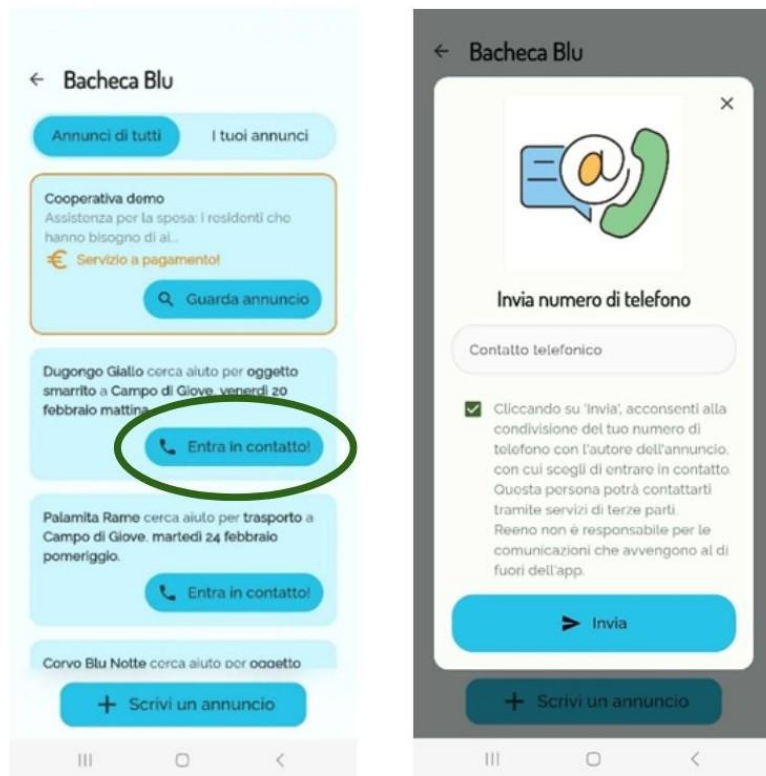 ← Bacheca Blu
Annunci di tutti
I tuoi annunci
Cooperativa demo
Assistenza per la spesa: i residenti che
hanno bisogno di ai...
€ Servizio a pagamento!
Guarda annuncio
Dugongo Giallo cerca aiuto per oggetto
smarrito a Campo di Giove, venerdì 20
febbraio mattina
Entra in contatto!
Palamita Rame cerca aiuto per trasporto a
Campo di Giove, martedì 24 febbraio
pomeriggio.
Entra in contatto!
Corvo Blu Notte cerca aiuto per oggetto
+ Scrivi un annuncio
← Bacheca Blu
Invia numero di telefono
Contatto telefonico
Cliccando su 'Invia', acconsenti alla
condivisione del tuo numero di
telefono con l'autore dell'annuncio,
con cui scegli di entrare in contatto.
Questa persona potrà contattarti
tramite servizi di terze parti.
Reeno non è responsabile per le
comunicazioni che avvengono al di
fuori dell'app.
Invia
+ Scrivi un annuncio